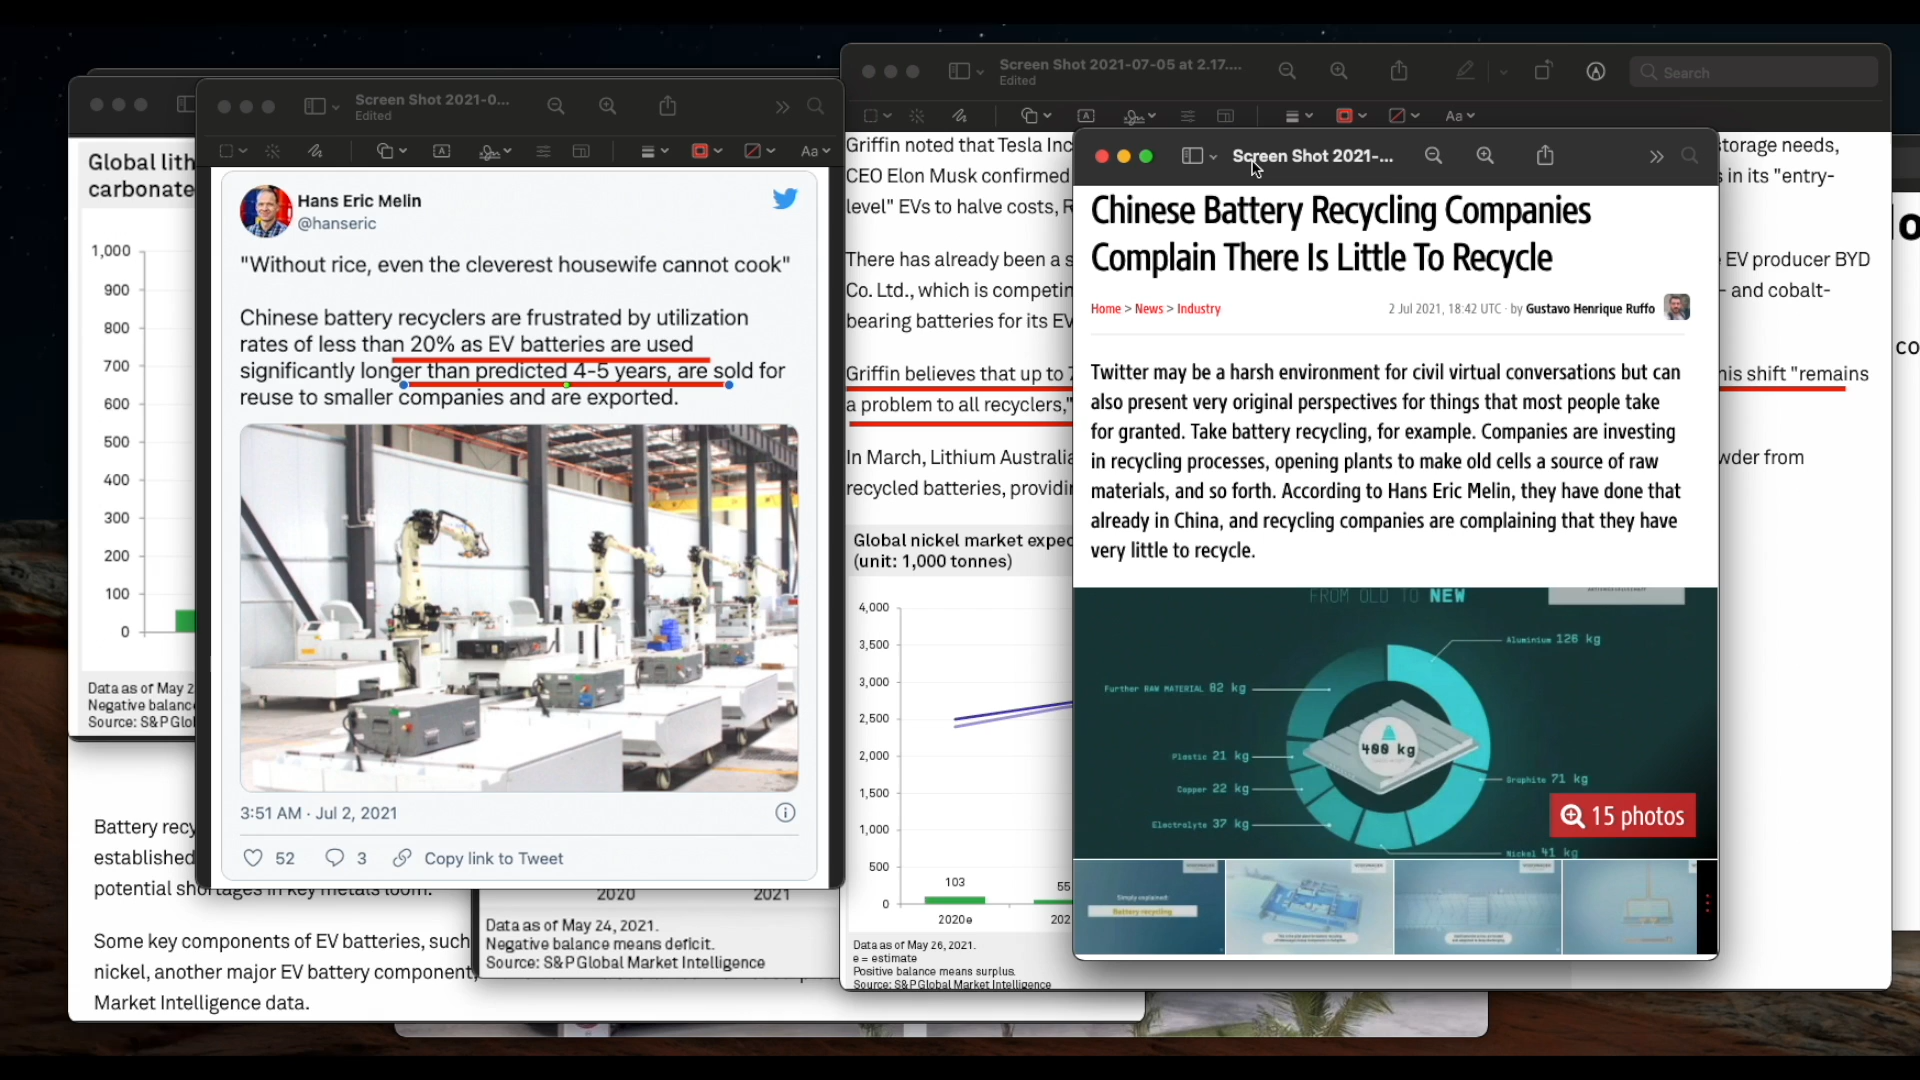 Global lith
carbonate
1,000
900
800
700
600
500
400
300
200
100
0
Data as of May 2
Negative balanc
Source: S&P Glo
Battery recy
established
potential shortages in key metals loom.
Some key components of EV batteries, such
nickel, another major EV battery component,
Market Intelligence data.
Screen Shot 2021-0...
Edited
Aa
Hans Eric Melin
@hanseric
"Without rice, even the cleverest housewife cannot cook"
Chinese battery recyclers are frustrated by utilization
rates of less than 20% as EV batteries are used
significantly longer than predicted 4-5 years, are sold for
reuse to smaller companies and are exported.
3:51 AM · Jul 2, 2021
52
3
Copy link to Tweet
2020
2021
Data as of May 24, 2021.
Negative balance means deficit.
Source: S&P Global Market Intelligence
Screen Shot 2021-07-05 at 2.17....
Edited
Search
Aa
Griffin noted that Tesla Inc
torage needs,
CEO Elon Musk confirmed
s in its "entry-
level" EVs to halve costs, R
There has already been a s
EV producer BYD
Co. Ltd., which is competin
- and cobalt-
bearing batteries for its EV
Griffin believes that up to 7
his shift "remains
a problem to all recyclers,"
In March, Lithium Australia
wder from
recycled batteries, providin
Global nickel market expec
(unit: 1,000 tonnes)
4,000
3,500
3,000
2,500
2,000
1,500
1,000
500
0
103
55
2020e
202
Data as of May 26, 2021.
e = estimate
Positive balance means surplus.
Source: S&P Global Market Intelligence
Screen Shot 2021-...
Chinese Battery Recycling Companies
Complain There Is Little To Recycle
Home > News > Industry
2 Jul 2021, 18:42 UTC · by Gustavo Henrique Ruffo
Twitter may be a harsh environment for civil virtual conversations but can
also present very original perspectives for things that most people take
for granted. Take battery recycling, for example. Companies are investing
in recycling processes, opening plants to make old cells a source of raw
materials, and so forth. According to Hans Eric Melin, they have done that
already in China, and recycling companies are complaining that they have
very little to recycle.
FROM OLD TO NEW
Aluminium 126 kg
Further RAW MATERIAL 82 kg
400 kg
Plastic 21 kg
Graphite 71 kg
Copper 22 kg
Electrolyte 37 kg
Nickel 41 kg
15 photos
Simply explained:
Battery recycling
lo
co